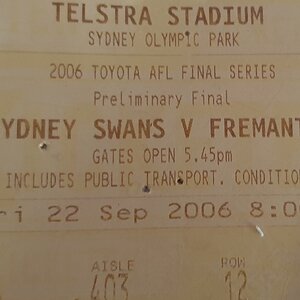 TELSTRA STADIUM
SYDNEY OLYMPIC PARK
2006 TOYOTA AFL FINAL SERIES
Preliminary Final
YDNEY SWANS V FREMANT
GATES OPEN 5.45pm
INCLUDES PUBLIC TRANSPORT. CONDITION
ri 22 Sep 2006 8:0
AISLE ROW
403 12